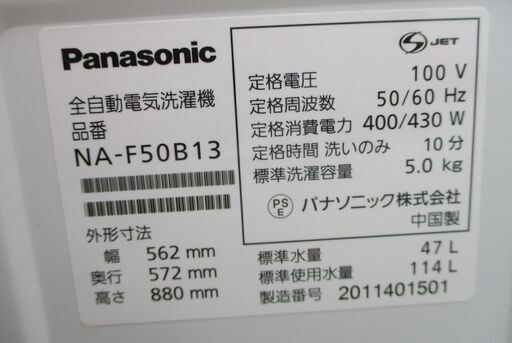 Panasonic
全自動電気洗濯機
品番
NA-F50B13
外形寸法
幅 562 mm
奥行 572 mm
高さ 880 mm
S JET
定格電圧 100 V
定格周波数 50/60 Hz
定格消費電力 400/430 W
定格時間 洗いのみ 10 分
標準洗濯容量 5.0 kg
PS E パナソニック株式会社
中国製
標準水量 47 L
標準使用水量 114 L
製造番号 2011401501